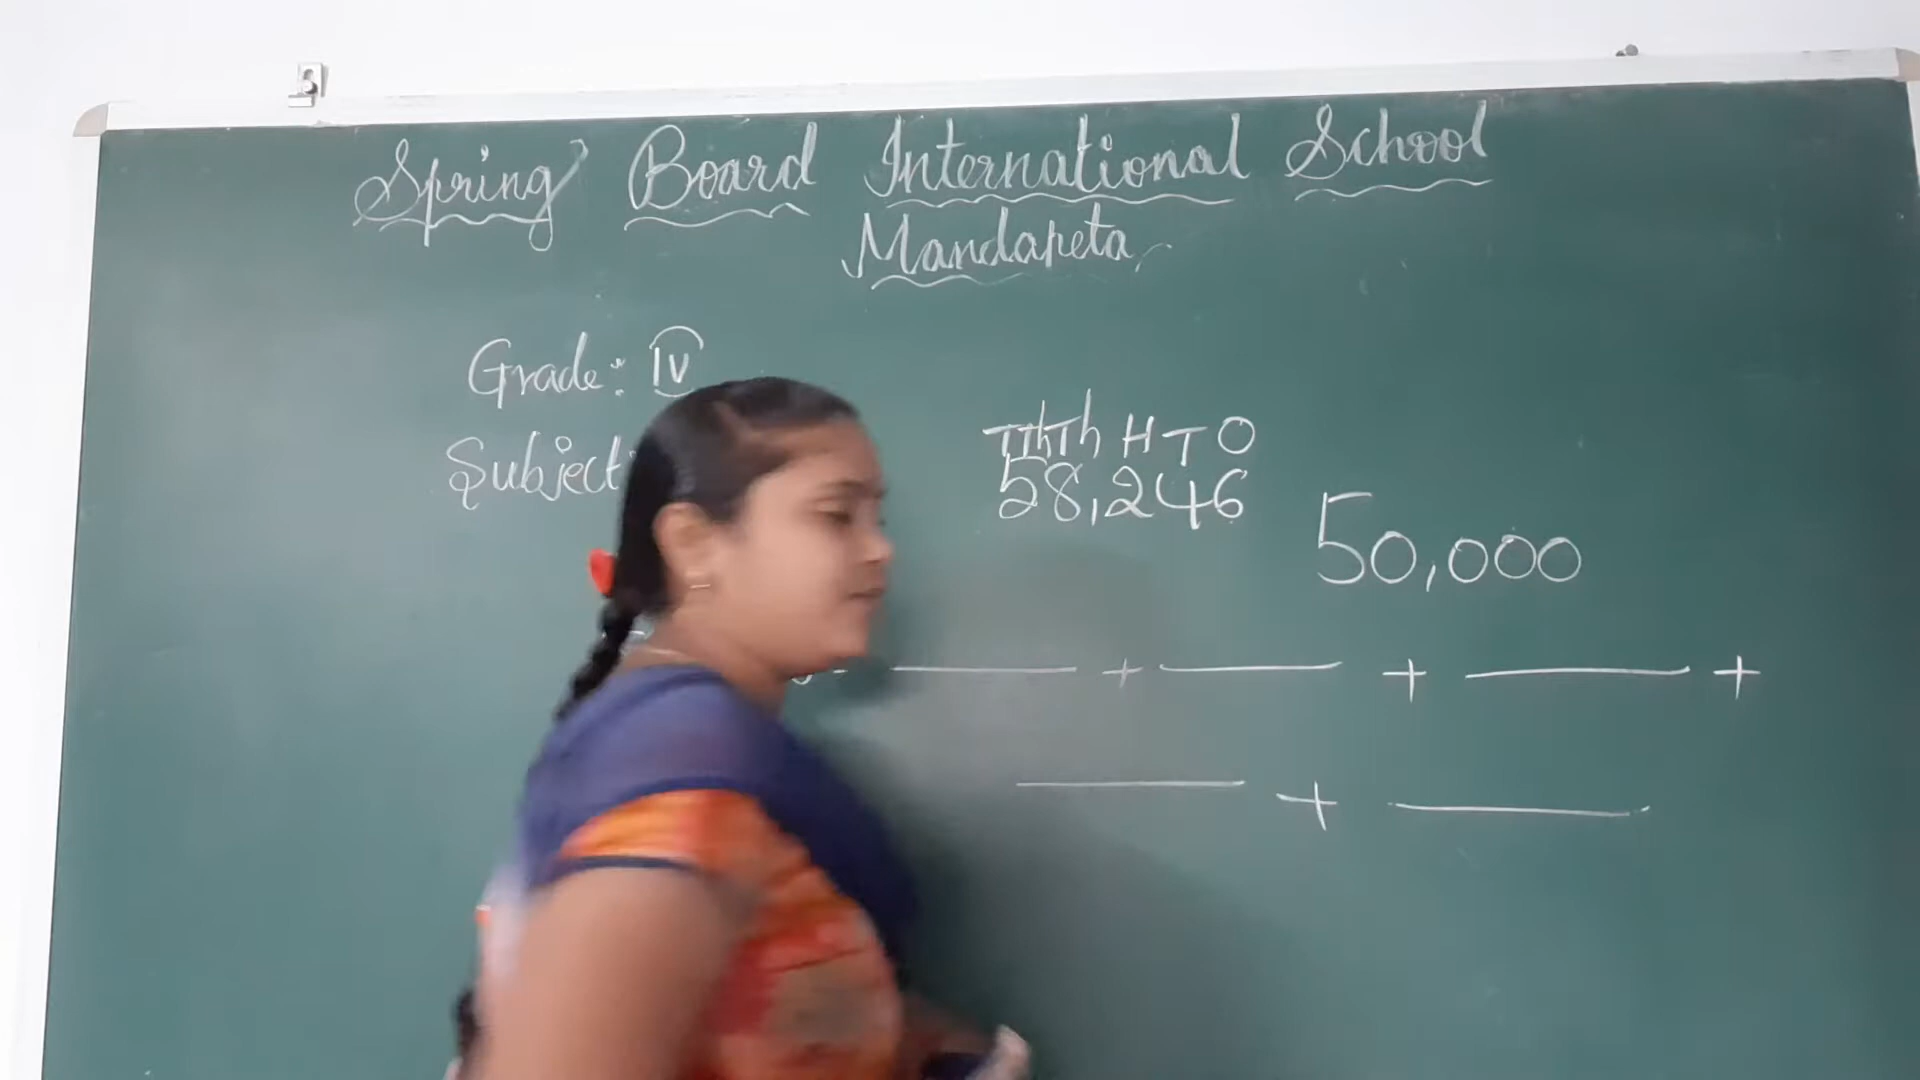 Spring Board International School
Mandapeta
Grade: IV
Subject:
TTh Th H T O
58,246
50,000
+ + +
+